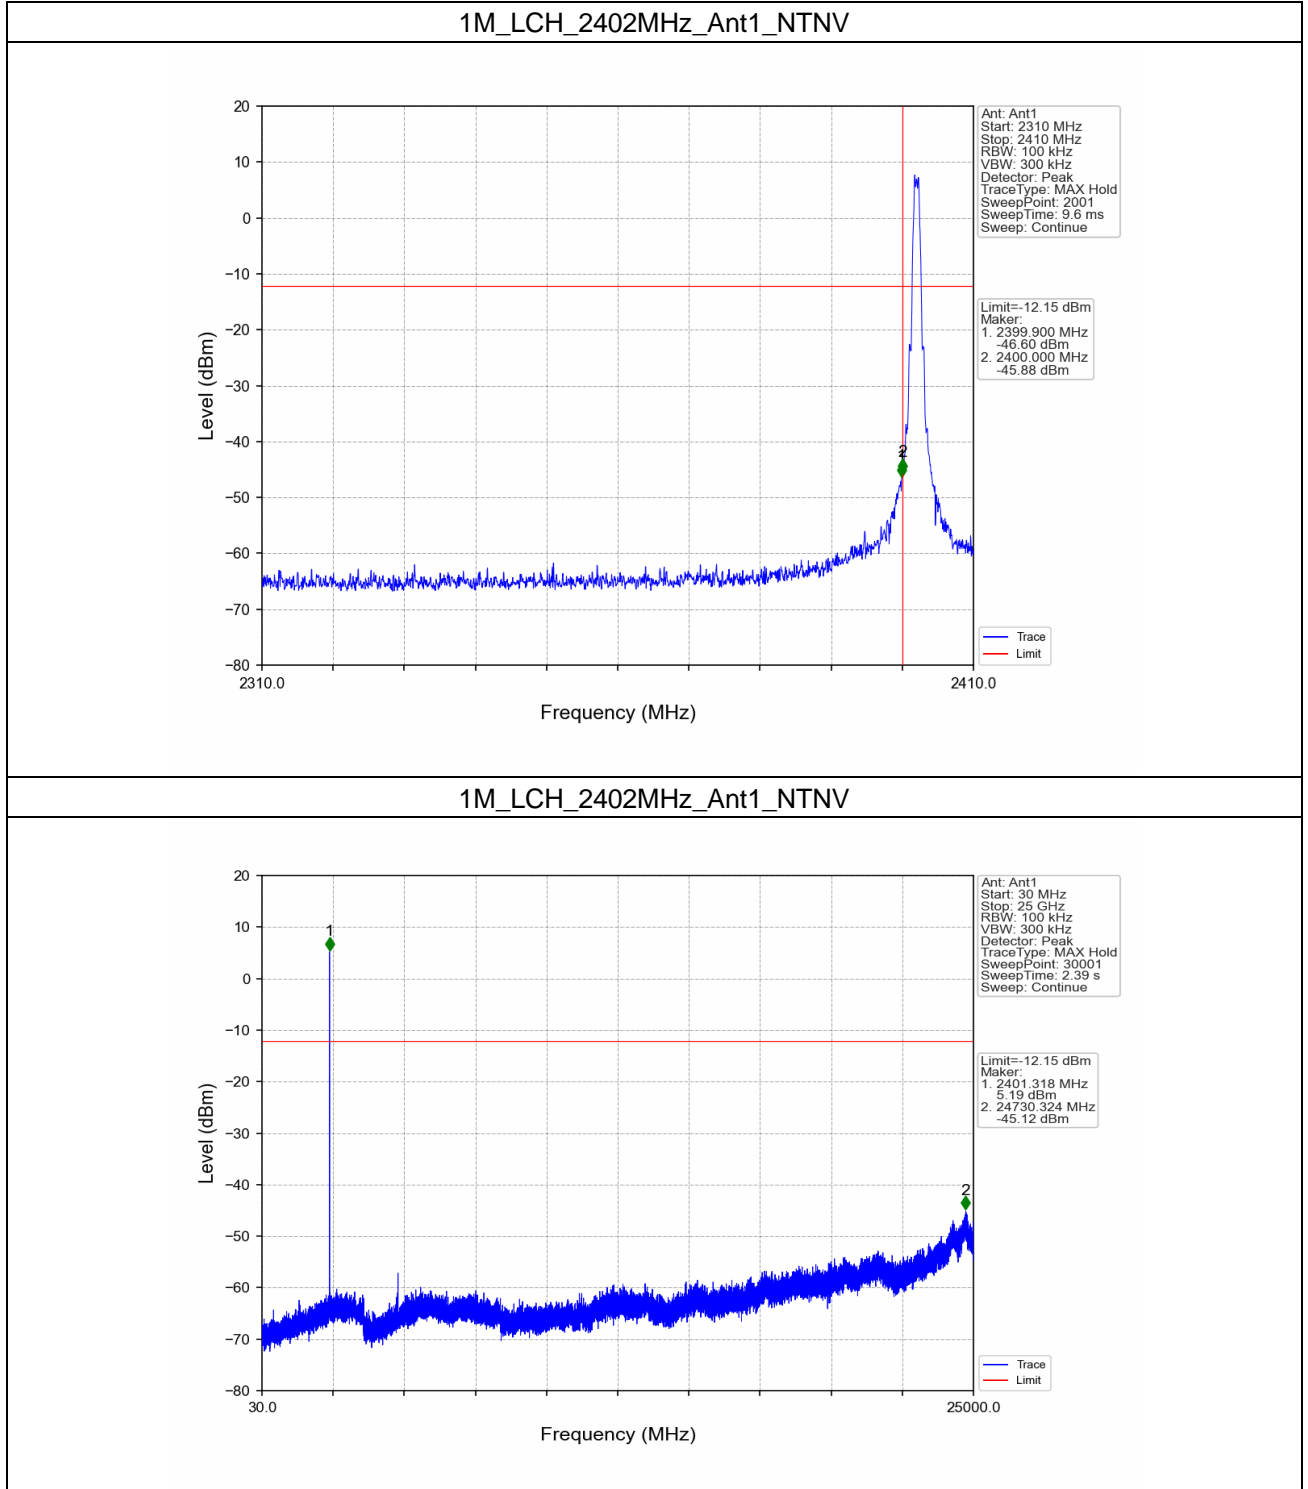 1M_LCH_2402MHz_Ant1_NTNV
20
10
0
−10
−20
−30
−40
−50
−60
−70
−80
Level (dBm)
2310.0
2410.0
Frequency (MHz)
2
Ant: Ant1
Start: 2310 MHz
Stop: 2410 MHz
RBW: 100 kHz
VBW: 300 kHz
Detector: Peak
TraceType: MAX Hold
SweepPoint: 2001
SweepTime: 9.6 ms
Sweep: Continue
Limit=-12.15 dBm
Maker:
1. 2399.900 MHz
-46.60 dBm
2. 2400.000 MHz
-45.88 dBm
Trace
Limit
1M_LCH_2402MHz_Ant1_NTNV
20
10
0
−10
−20
−30
−40
−50
−60
−70
−80
Level (dBm)
30.0
25000.0
Frequency (MHz)
1
2
Ant: Ant1
Start: 30 MHz
Stop: 25 GHz
RBW: 100 kHz
VBW: 300 kHz
Detector: Peak
TraceType: MAX Hold
SweepPoint: 30001
SweepTime: 2.39 s
Sweep: Continue
Limit=-12.15 dBm
Maker:
1. 2401.318 MHz
5.19 dBm
2. 24730.324 MHz
-45.12 dBm
Trace
Limit